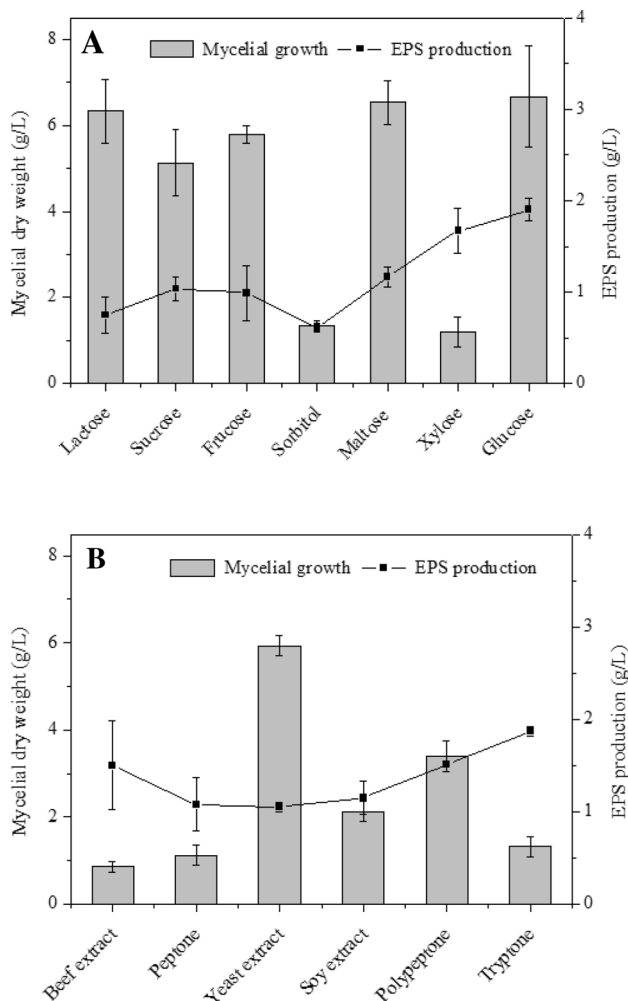 A
Mycelial growth
EPS production
Mycelial dry weight (g/L)
8
6
4
2
0
EPS production (g/L)
4
3
2
1
0
Lactose
Sucrose
Frucose
Sorbitol
Maltose
Xylose
Glucose
B
Mycelial growth
EPS production
Mycelial dry weight (g/L)
8
6
4
2
0
EPS production (g/L)
4
3
2
1
0
Beef extract
Peptone
Yeast extract
Soy extract
Polypeptone
Tryptone